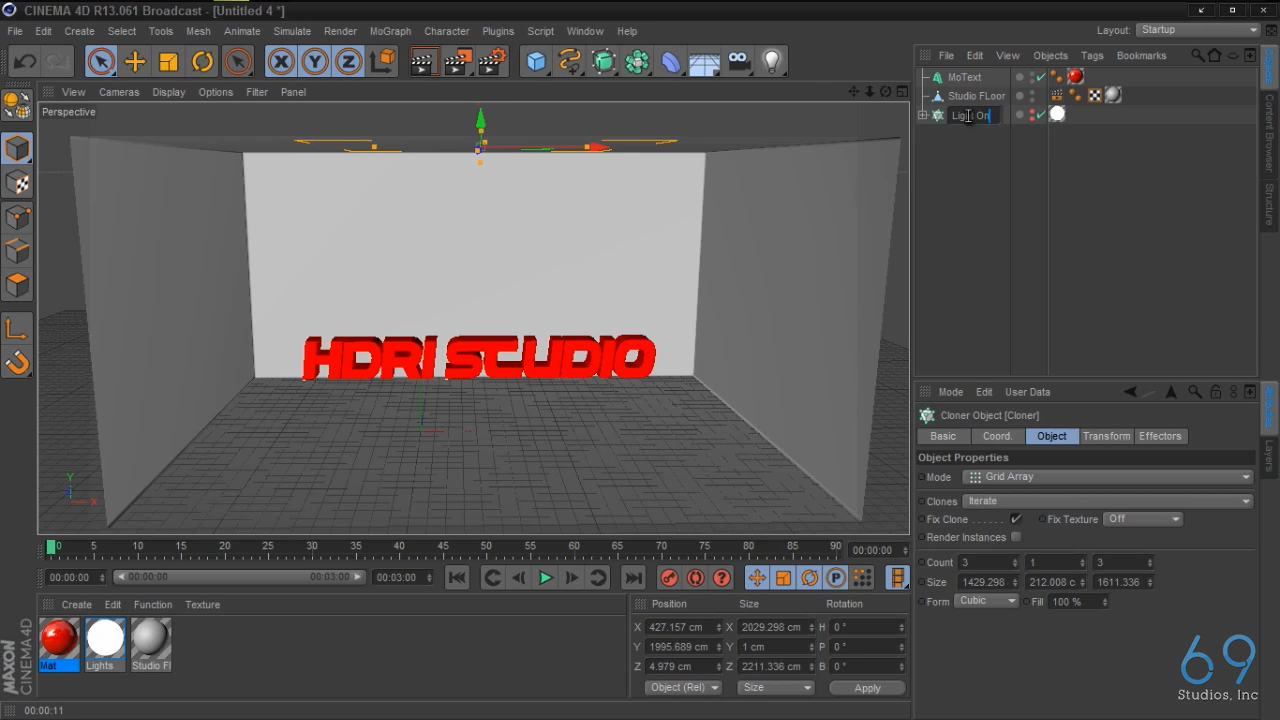 CINEMA 4D R13.061 Broadcast - [Untitled 4 *]
File Edit Create Select Tools Mesh Animate Simulate Render MoGraph Character Plugins Script Window Help Layout: Startup
X Y Z
View Cameras Display Options Filter Panel
Perspective
HDRI STUDIO
Y
X
File Edit View Objects Tags Bookmarks
MoText
Studio FLoor
Light On
Objects
Content Browser
Structure
Mode Edit User Data
Cloner Object [Cloner]
Basic Coord. Object Transform Effectors
Object Properties
Mode Grid Array
Clones Iterate
Fix Clone Fix Texture Off
Render Instances
Count 3 1 3
Size 1429.298 212.008 c 1611.336
Form Cubic Fill 100 %
Attributes
Layers
0 5 10 15 20 25 30 35 40 45 50 55 60 65 70 75 80 85 90 00:00:00
00:00:00 00:00:00 00:03:00 00:03:00
Create Edit Function Texture
Mat Lights Studio Fl
Position Size Rotation
X 427.157 cm X 2029.298 cm H 0 °
Y 1995.689 cm Y 1 cm P 0 °
Z 4.979 cm Z 2211.336 cm B 0 °
Object (Rel) Size Apply
MAXON
CINEMA 4D
00:00:11
69
Studios, Inc